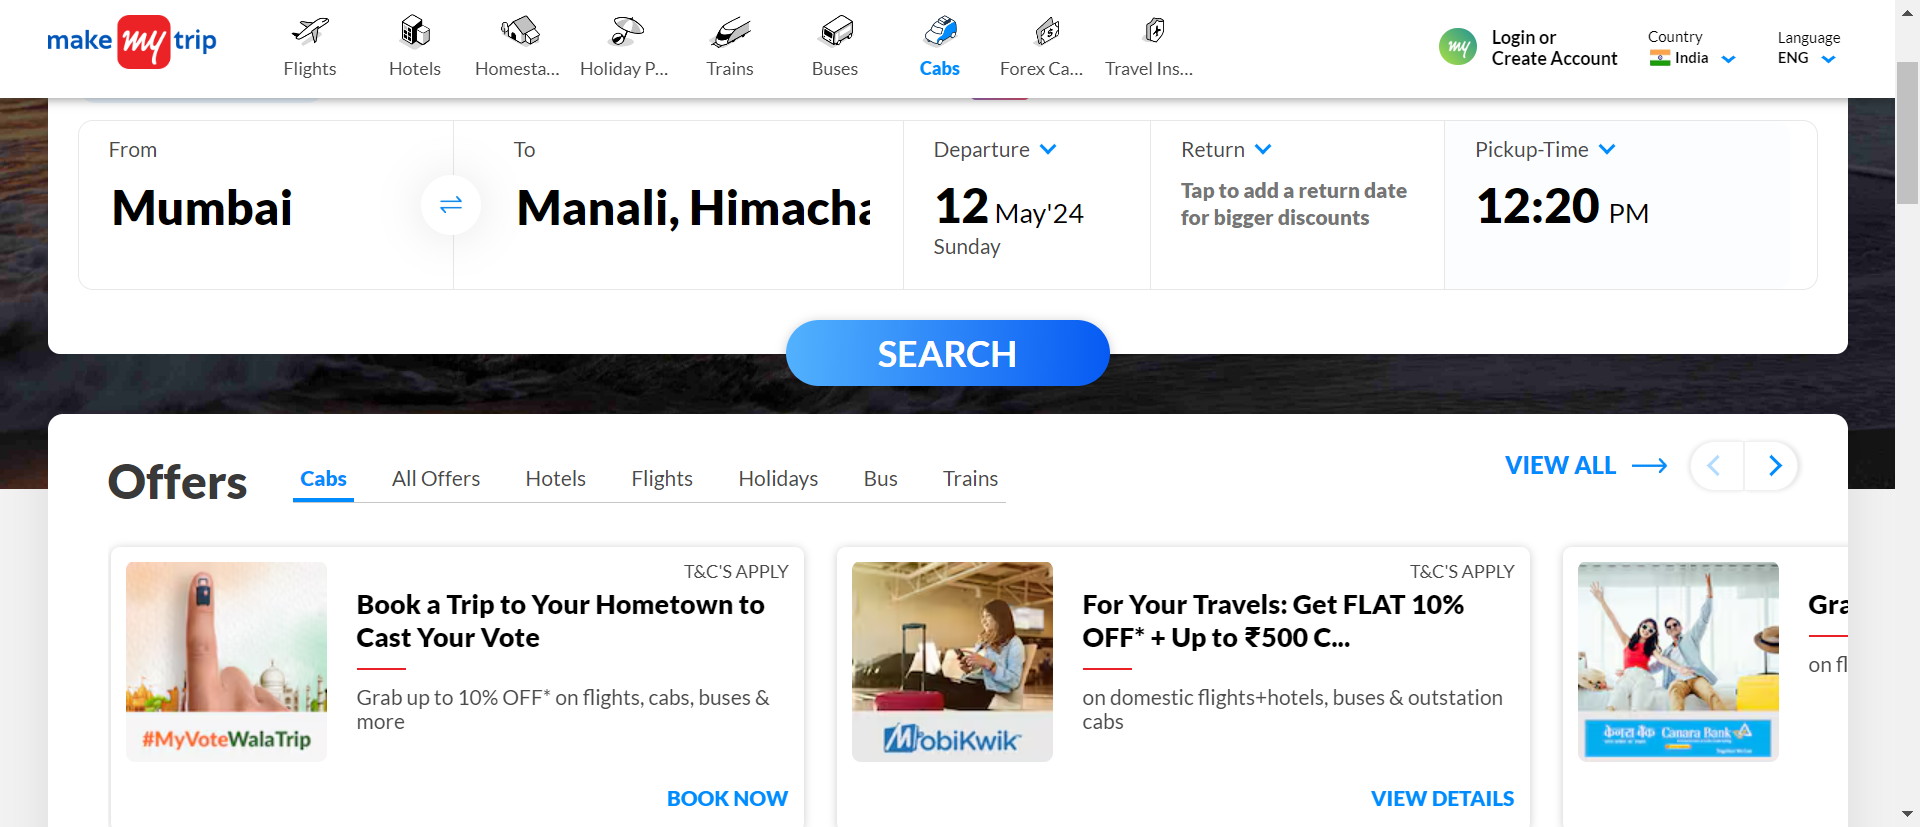 make my trip
Flights
Hotels
Homesta...
Holiday P...
Trains
Buses
Cabs
Forex Ca...
Travel Ins...
my
Login or
Create Account
Country
India
Language
ENG
From
Mumbai
To
Manali, Himacha
Departure
12 May'24
Sunday
Return
Tap to add a return date
for bigger discounts
Pickup-Time
12:20 PM
SEARCH
Offers
Cabs
All Offers
Hotels
Flights
Holidays
Bus
Trains
VIEW ALL
T&C'S APPLY
Book a Trip to Your Hometown to
Cast Your Vote
Grab up to 10% OFF* on flights, cabs, buses &
more
#MyVoteWalaTrip
BOOK NOW
T&C'S APPLY
For Your Travels: Get FLAT 10%
OFF* + Up to ₹500 C...
on domestic flights+hotels, buses & outstation
cabs
MobiKwik
VIEW DETAILS
Gra
on fl
केनरा बैंक Canara Bank